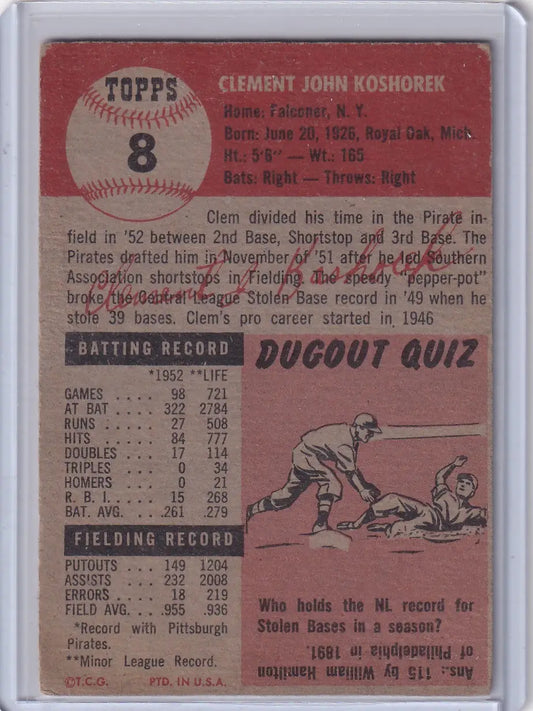 TOPPS
8
CLEMENT JOHN KOSHOREK
Home: Falconer, N. Y.
Born: June 20, 1926, Royal Oak, Mich.
Ht.: 5'6" — Wt.: 165
Bats: Right — Throws: Right
Clem divided his time in the Pirate in-
field in '52 between 2nd Base, Shortstop and 3rd Base. The
Pirates drafted him in November of '51 after he led Southern
Association shortstops in Fielding. The speedy "pepper-pot"
broke the Central League Stolen Base record in '49 when he
stole 39 bases. Clem's pro career started in 1946
Clement J. Koshorek
BATTING RECORD
*1952 **LIFE
GAMES .... 98 721
AT BAT .... 322 2784
RUNS .... 27 508
HITS .... 84 777
DOUBLES .. 17 114
TRIPLES ... 0 34
HOMERS .. 0 21
R. B. I. .... 15 268
BAT. AVG. .. .261 .279
FIELDING RECORD
PUTOUTS .. 149 1204
ASSISTS ... 232 2008
ERRORS ... 18 219
FIELD AVG. .. .955 .936
*Record with Pittsburgh
Pirates.
**Minor League Record.
©T.C.G. PTD. IN U.S.A.
DUGOUT QUIZ
Who holds the NL record for
Stolen Bases in a season?
Ans.: 115 by William Hamilton
of Philadelphia in 1891.